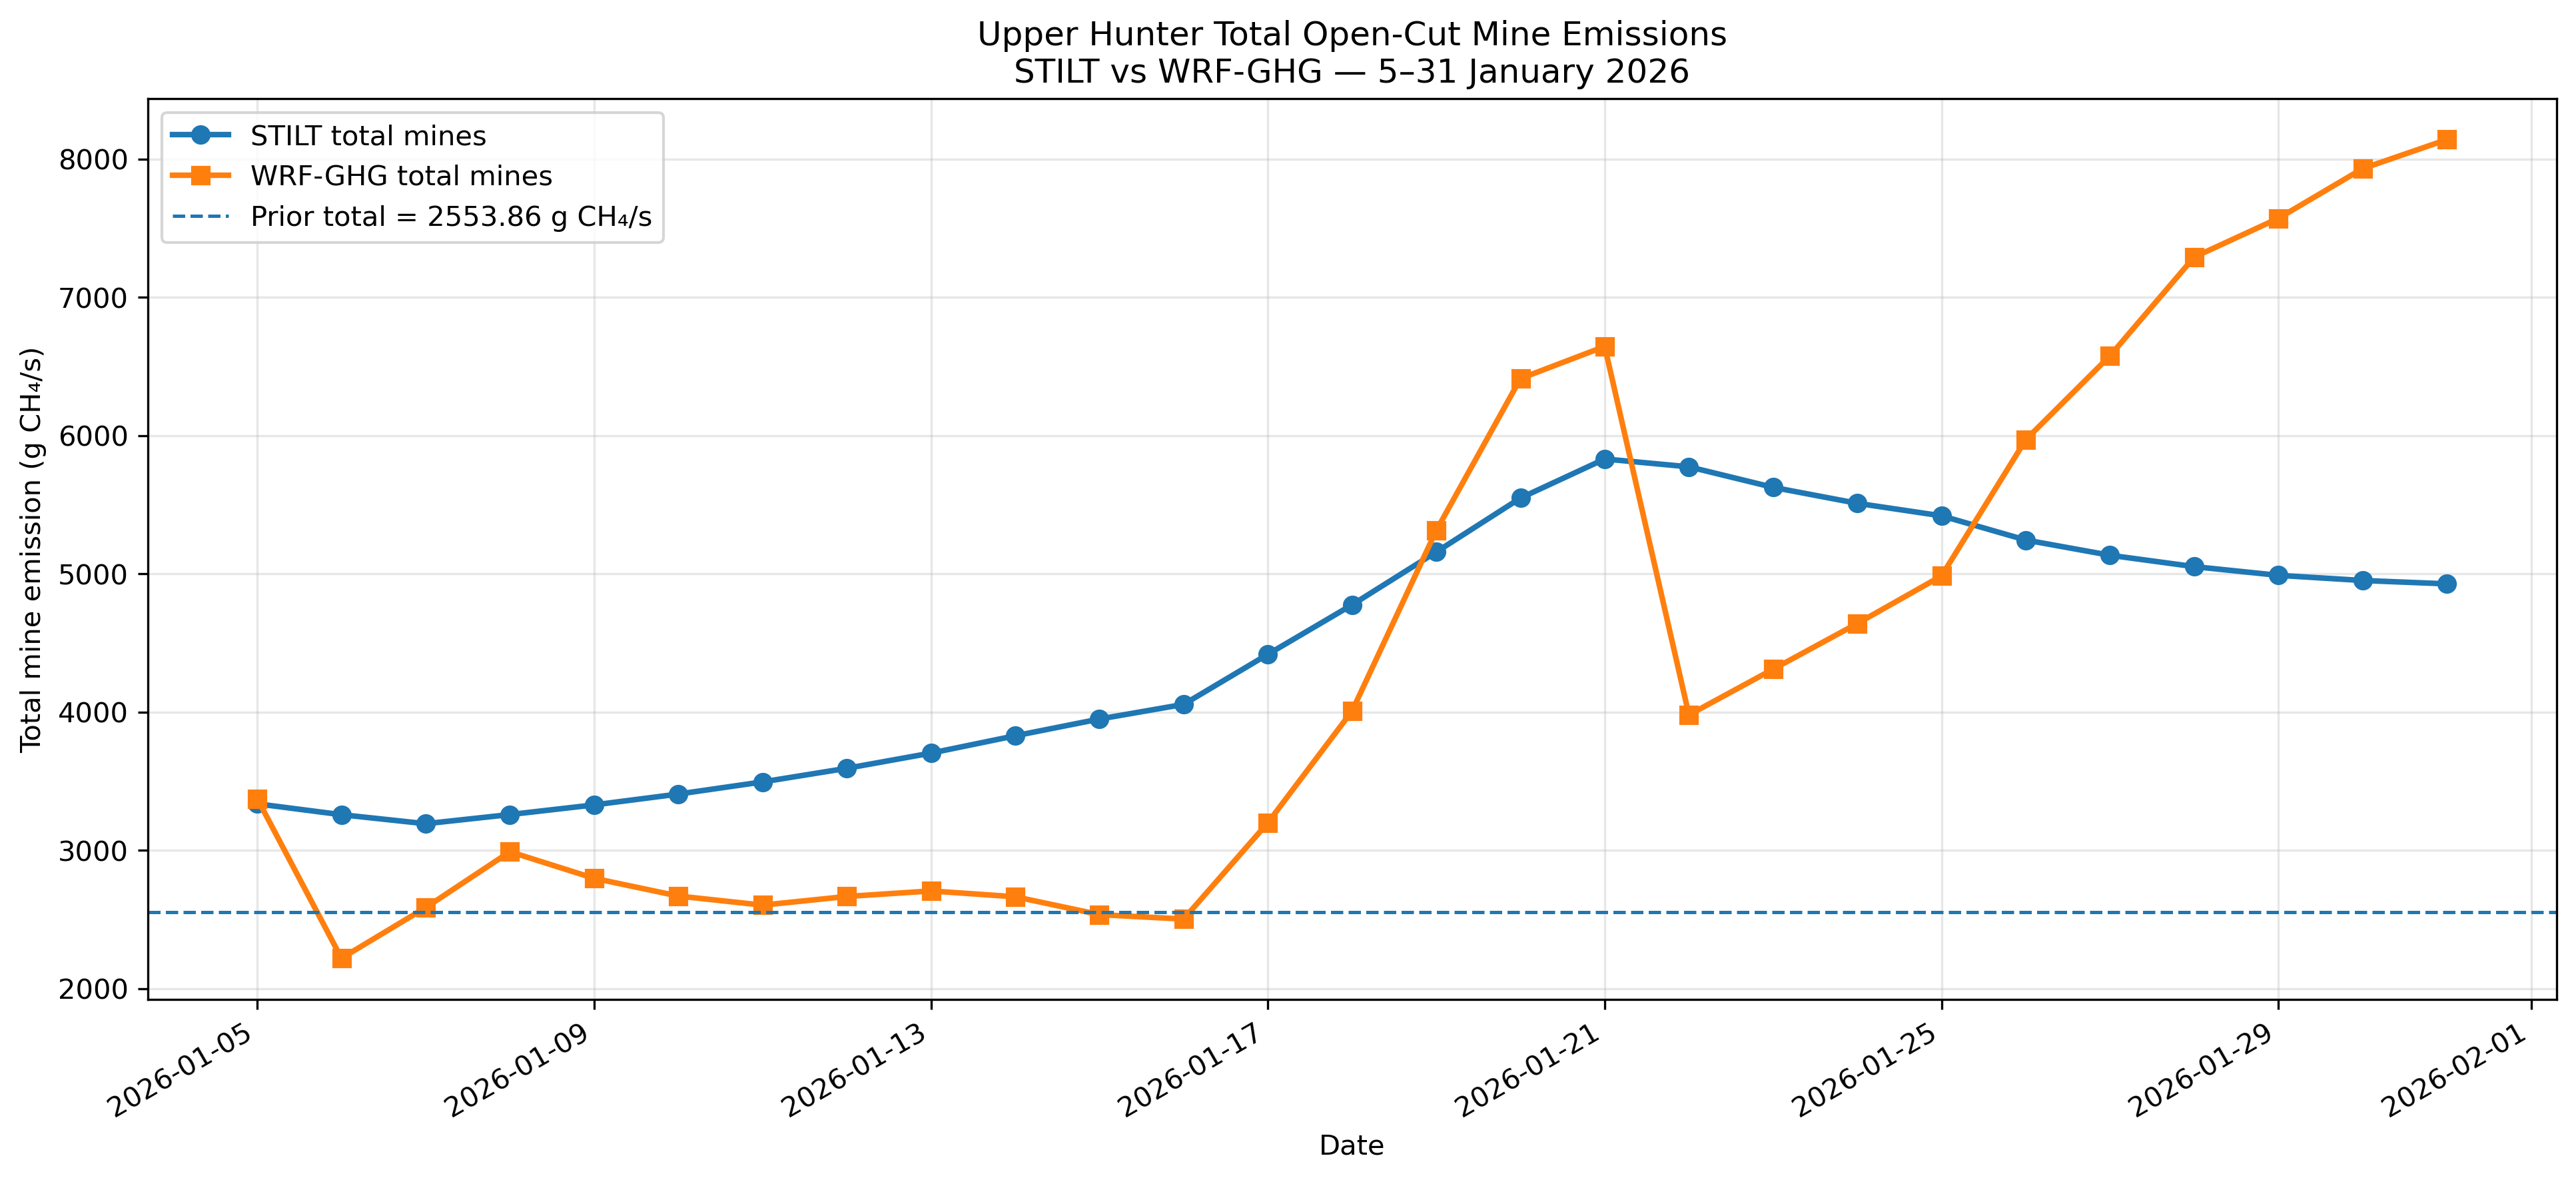 Upper Hunter Total Open-Cut Mine Emissions
STILT vs WRF-GHG — 5–31 January 2026
STILT total mines
WRF-GHG total mines
Prior total = 2553.86 g CH₄/s
Total mine emission (g CH₄/s)
8000
7000
6000
5000
4000
3000
2000
2026-01-05
2026-01-09
2026-01-13
2026-01-17
2026-01-21
2026-01-25
2026-01-29
2026-02-01
Date